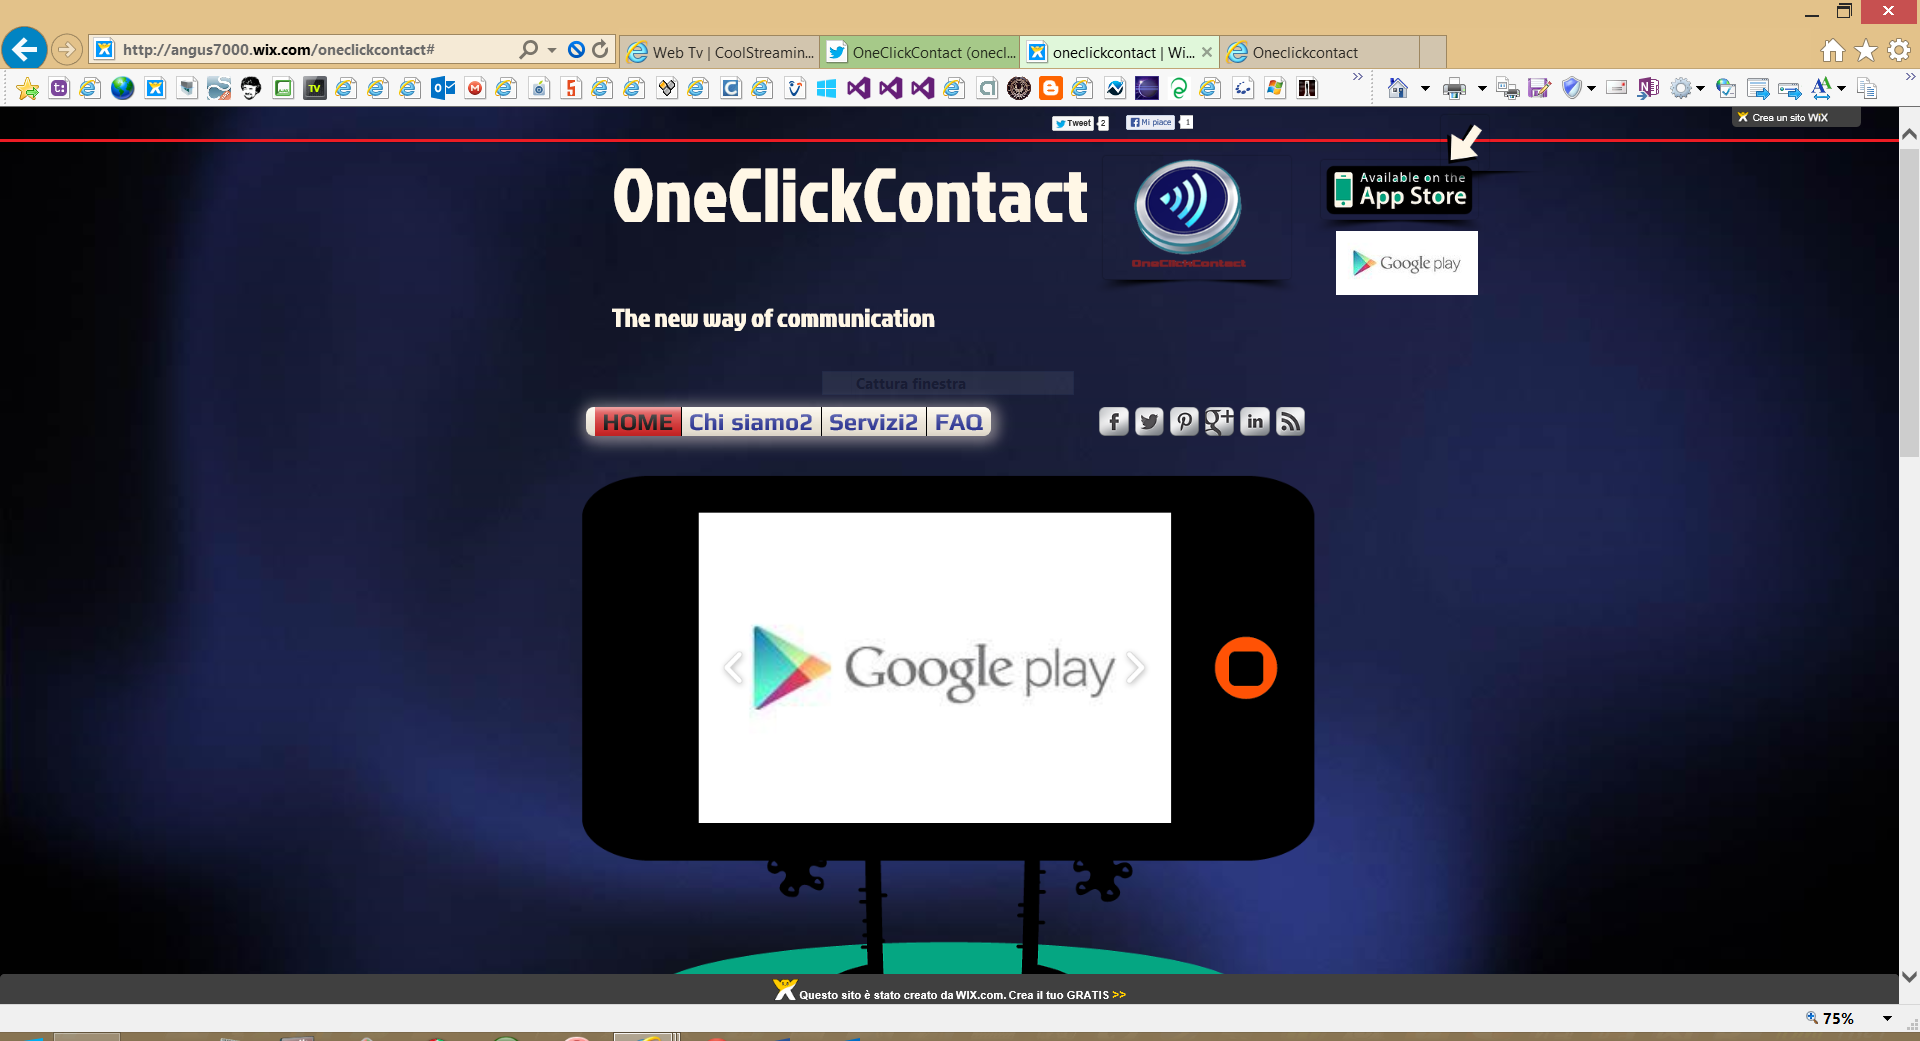 http://angus7000.wix.com/oneclickcontact#
Web Tv | CoolStreamin...
OneClickContact (onecl...
oneclickcontact | Wi...
Oneclickcontact
Tweet 2
Mi piace 1
Crea un sito WiX
OneClickContact
OneClickContact
Available on the
App Store
Google play
The new way of communication
Cattura finestra
HOME
Chi siamo2
Servizi2
FAQ
Google play
Questo sito è stato creato da WIX.com. Crea il tuo GRATIS >>
75%